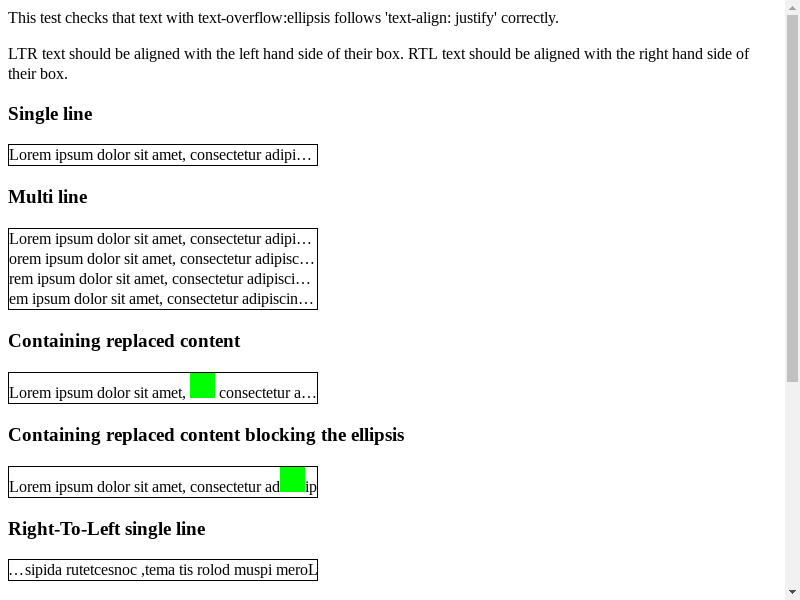 This test checks that text with text-overflow:ellipsis follows 'text-align: justify' correctly.
LTR text should be aligned with the left hand side of their box. RTL text should be aligned with the right hand side of
their box.
Single line
Lorem ipsum dolor sit amet, consectetur adipi…
Multi line
Lorem ipsum dolor sit amet, consectetur adipi…
orem ipsum dolor sit amet, consectetur adipisc…
rem ipsum dolor sit amet, consectetur adipisci…
em ipsum dolor sit amet, consectetur adipiscin…
Containing replaced content
Lorem ipsum dolor sit amet, consectetur a…
Containing replaced content blocking the ellipsis
Lorem ipsum dolor sit amet, consectetur ad ip
Right-To-Left single line
…sipida rutetcesnoc ,tema tis rolod muspi meroL